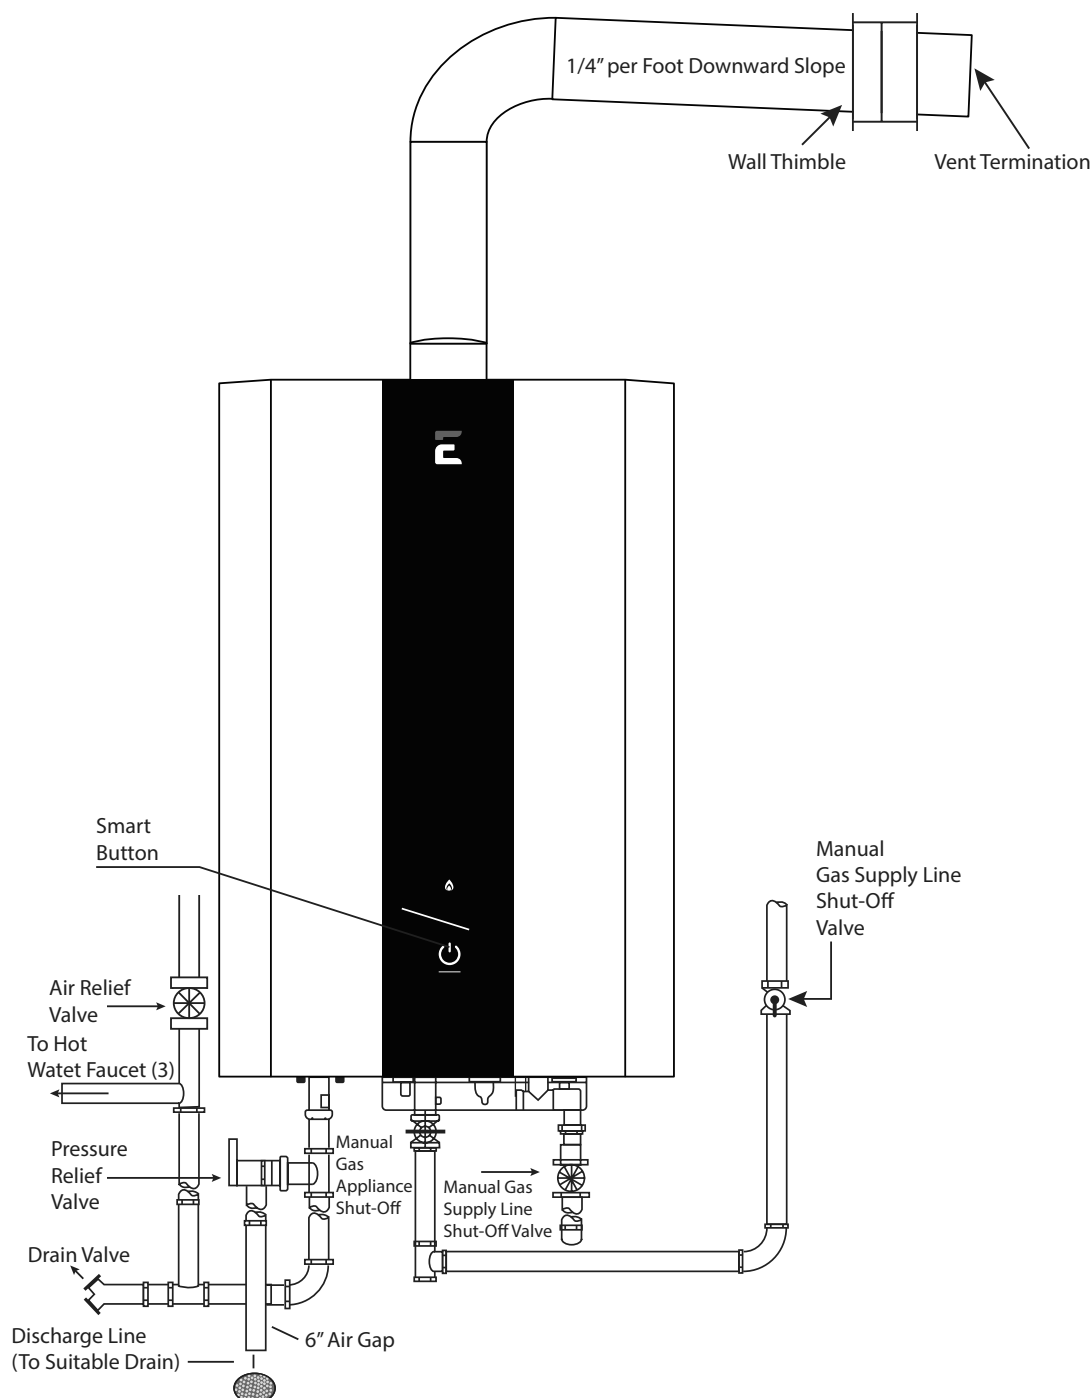 1/4” per Foot Downward Slope
Wall Thimble
Vent Termination
Smart
Button
Manual
Gas Supply Line
Shut-Off
Valve
Air Relief
Valve
To Hot
Watet Faucet (3)
Pressure
Relief
Valve
Manual
Gas
Appliance
Shut-Off
Manual Gas
Supply Line
Shut-Off Valve
Drain Valve
Discharge Line
(To Suitable Drain)
6” Air Gap